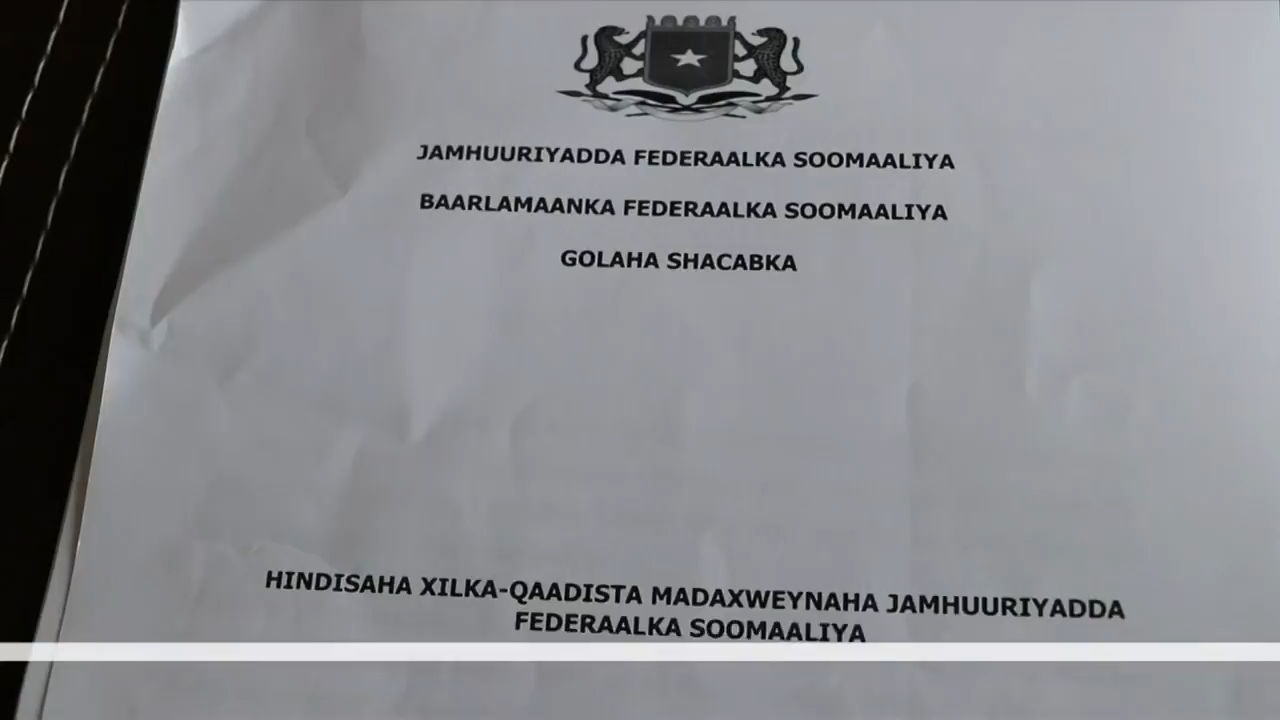 JAMHUURIYADDA FEDERAALKA SOOMAALIYA
BAARLAMAANKA FEDERAALKA SOOMAALIYA
GOLAHA SHACABKA
HINDISAHA XILKA-QAADISTA MADAXWEYNAHA JAMHUURIYADDA
FEDERAALKA SOOMAALIYA